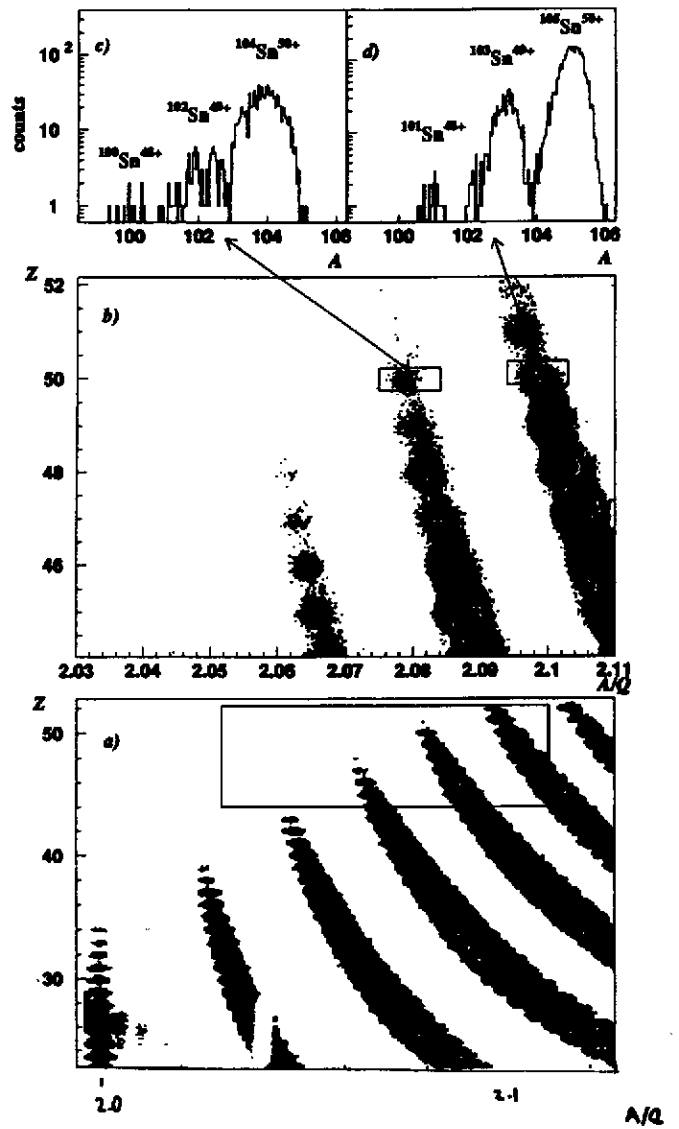 c)
¹⁰⁴Sn⁵⁰⁺
¹⁰²Sn⁴⁹⁺
¹⁰⁰Sn⁴⁸⁺
d)
¹⁰⁵Sn⁵⁰⁺
¹⁰³Sn⁴⁹⁺
¹⁰¹Sn⁴⁸⁺
counts
10²
10
1
100 102 104 106
A
100 102 104 106
A
Z
b)
52
50
48
46
2.03 2.04 2.05 2.06 2.07 2.08 2.09 2.1 2.11
A/Q
Z
a)
50
40
30
2.0
2.1
A/Q